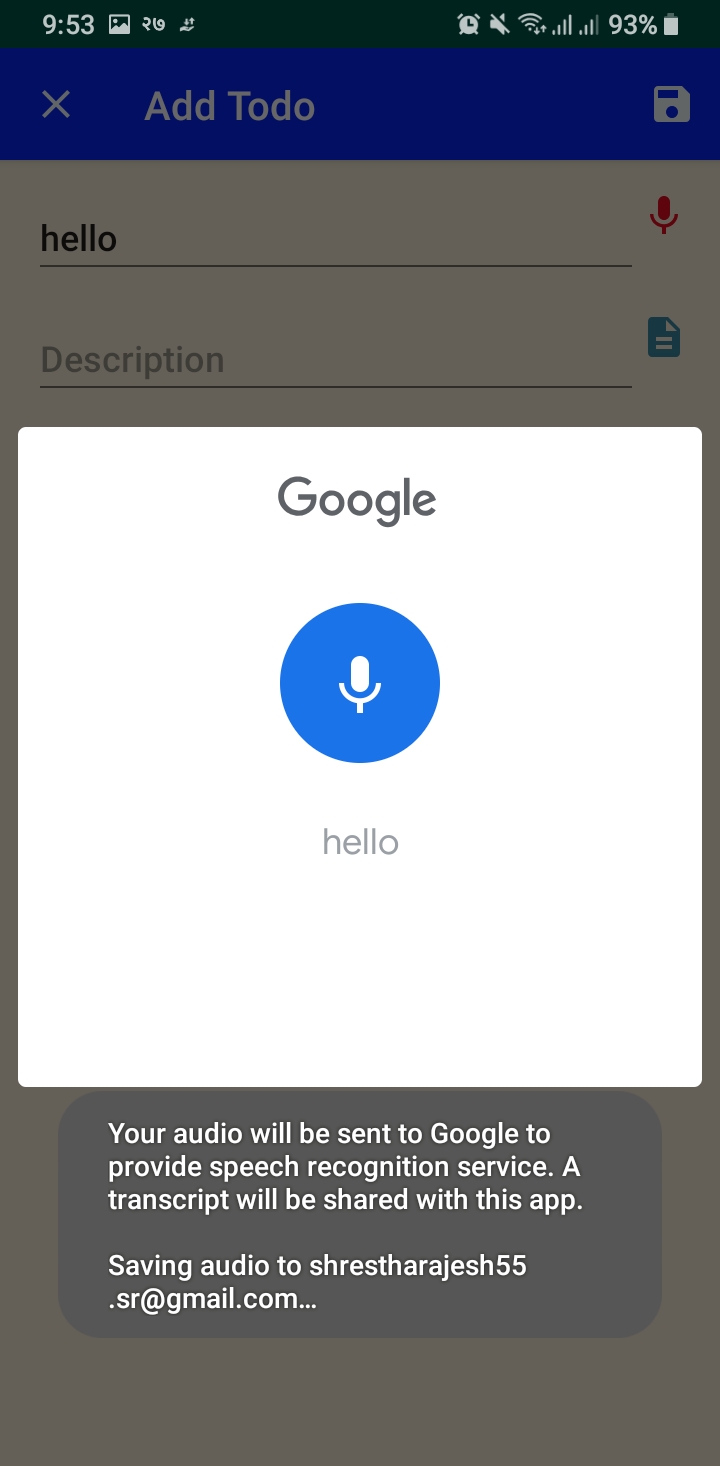 9:53 २७ 93%
Add Todo
hello
Description
Google
hello
Your audio will be sent to Google to
provide speech recognition service. A
transcript will be shared with this app.
Saving audio to shrestharajesh55
.sr@gmail.com…